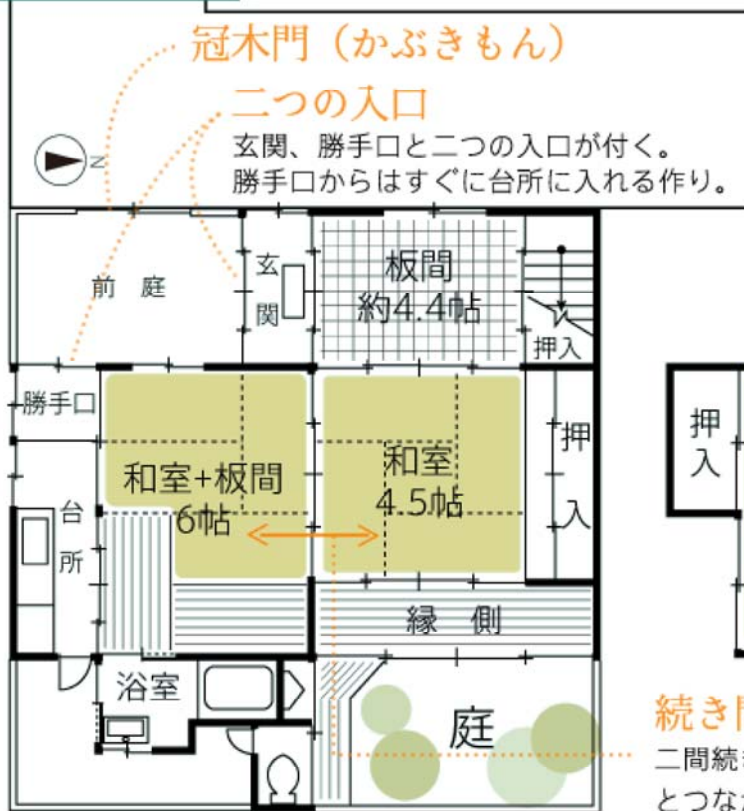 冠木門（かぶきもん）
二つの入口
玄関、勝手口と二つの入口が付く。
勝手口からはすぐに台所に入れる作り。
N
前 庭
玄関
板間
約4.4帖
押入
勝手口
和室+板間
6帖
和室
4.5帖
押入
押入
台所
縁 側
浴室
庭
続き
二間続
とつな